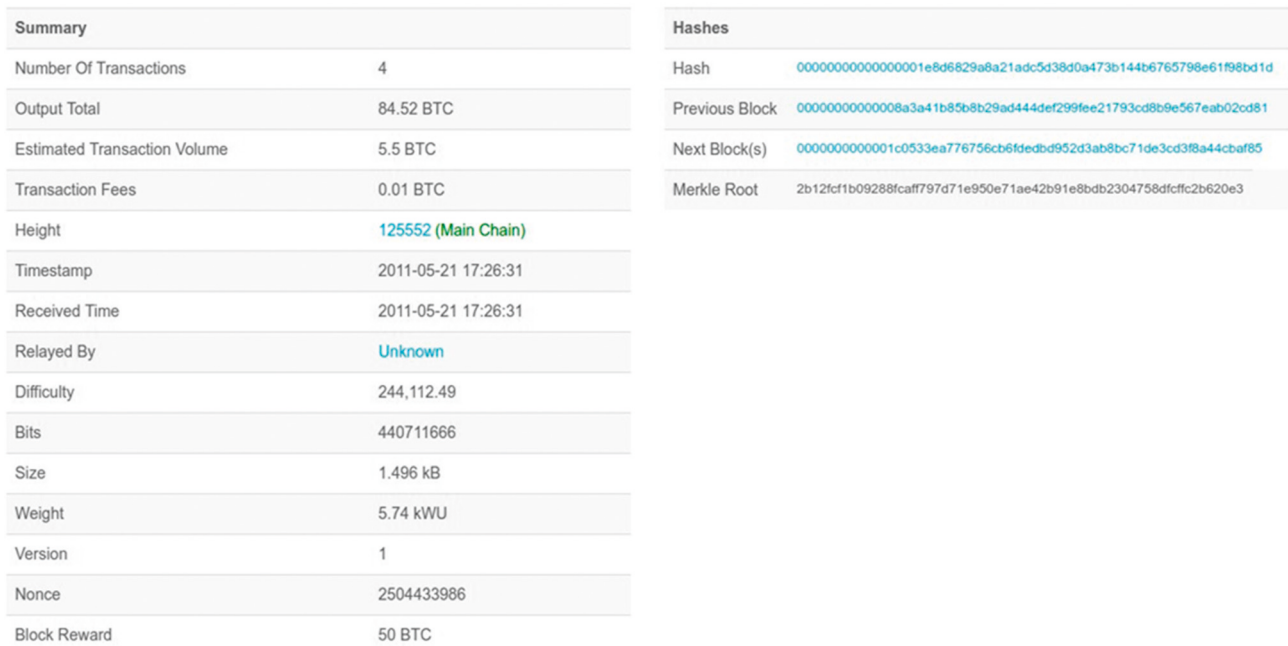 Summary
Number Of Transactions 4
Output Total 84.52 BTC
Estimated Transaction Volume 5.5 BTC
Transaction Fees 0.01 BTC
Height 125552 (Main Chain)
Timestamp 2011-05-21 17:26:31
Received Time 2011-05-21 17:26:31
Relayed By Unknown
Difficulty 244,112.49
Bits 440711666
Size 1.496 kB
Weight 5.74 kWU
Version 1
Nonce 2504433986
Block Reward 50 BTC
Hashes
Hash 00000000000000001e8d6829a8a21adc5d38d0a473b144b6765798e61f98bd1d
Previous Block 00000000000008a3a41b85b8b29ad444def299fee21793cd8b9e567eab02cd81
Next Block(s) 0000000000001c0533ea776756cb6fdedbd952d3ab8bc71de3cd3f8a44cbaf85
Merkle Root 2b12fcf1b09288fcaff797d71e950e71ae42b91e8bdb2304758dfcffc2b620e3